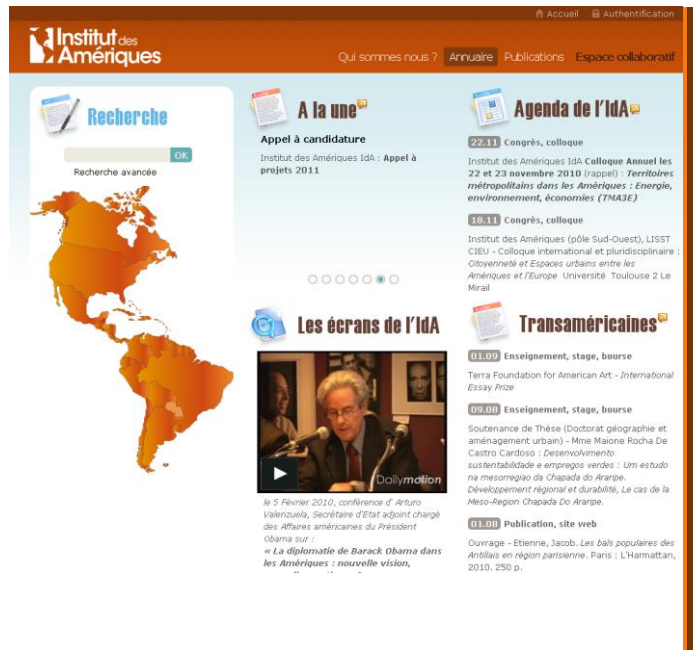 Accueil Authentification
Institut des
Amériques
Qui sommes nous ? Annuaire Publications Espace collaboratif
Recherche
OK
Recherche avancée
A la une
Appel à candidature
Institut des Amériques IdA : Appel à
projets 2011
Agenda de l'IdA
22.11 Congrès, colloque
Institut des Amériques IdA Colloque Annuel les
22 et 23 novembre 2010 (rappel) : Territoires
métropolitains dans les Amériques : Energie,
environnement, économies (TMA3E)
18.11 Congrès, colloque
Institut des Amériques (pôle Sud-Ouest), LISST
CIEU - Colloque international et pluridisciplinaire :
Citoyenneté et Espaces urbains entre les
Amériques et l'Europe Université Toulouse 2 Le
Mirail
Les écrans de l'IdA
Dailymotion
le 5 Février 2010, conférence d' Arturo
Valenzuela, Secrétaire d'Etat adjoint chargé
des Affaires américaines du Président
Obama sur :
« La diplomatie de Barack Obama dans
les Amériques : nouvelle vision,
Transaméricaines
01.09 Enseignement, stage, bourse
Terra Foundation for American Art - International
Essay Prize
09.08 Enseignement, stage, bourse
Soutenance de Thèse (Doctorat géographie et
aménagement urbain) - Mme Maione Rocha De
Castro Cardoso : Desenvolvimento
sustentabilidade e empregos verdes : Um estudo
na mesorregiao da Chapada do Araripe.
Développement régional et durabilité, Le cas de la
Meso-Region Chapada Do Araripe.
01.08 Publication, site web
Ouvrage - Etienne, Jacob. Les bals populaires des
Antillais en région parisienne. Paris : L'Harmattan,
2010. 250 p.